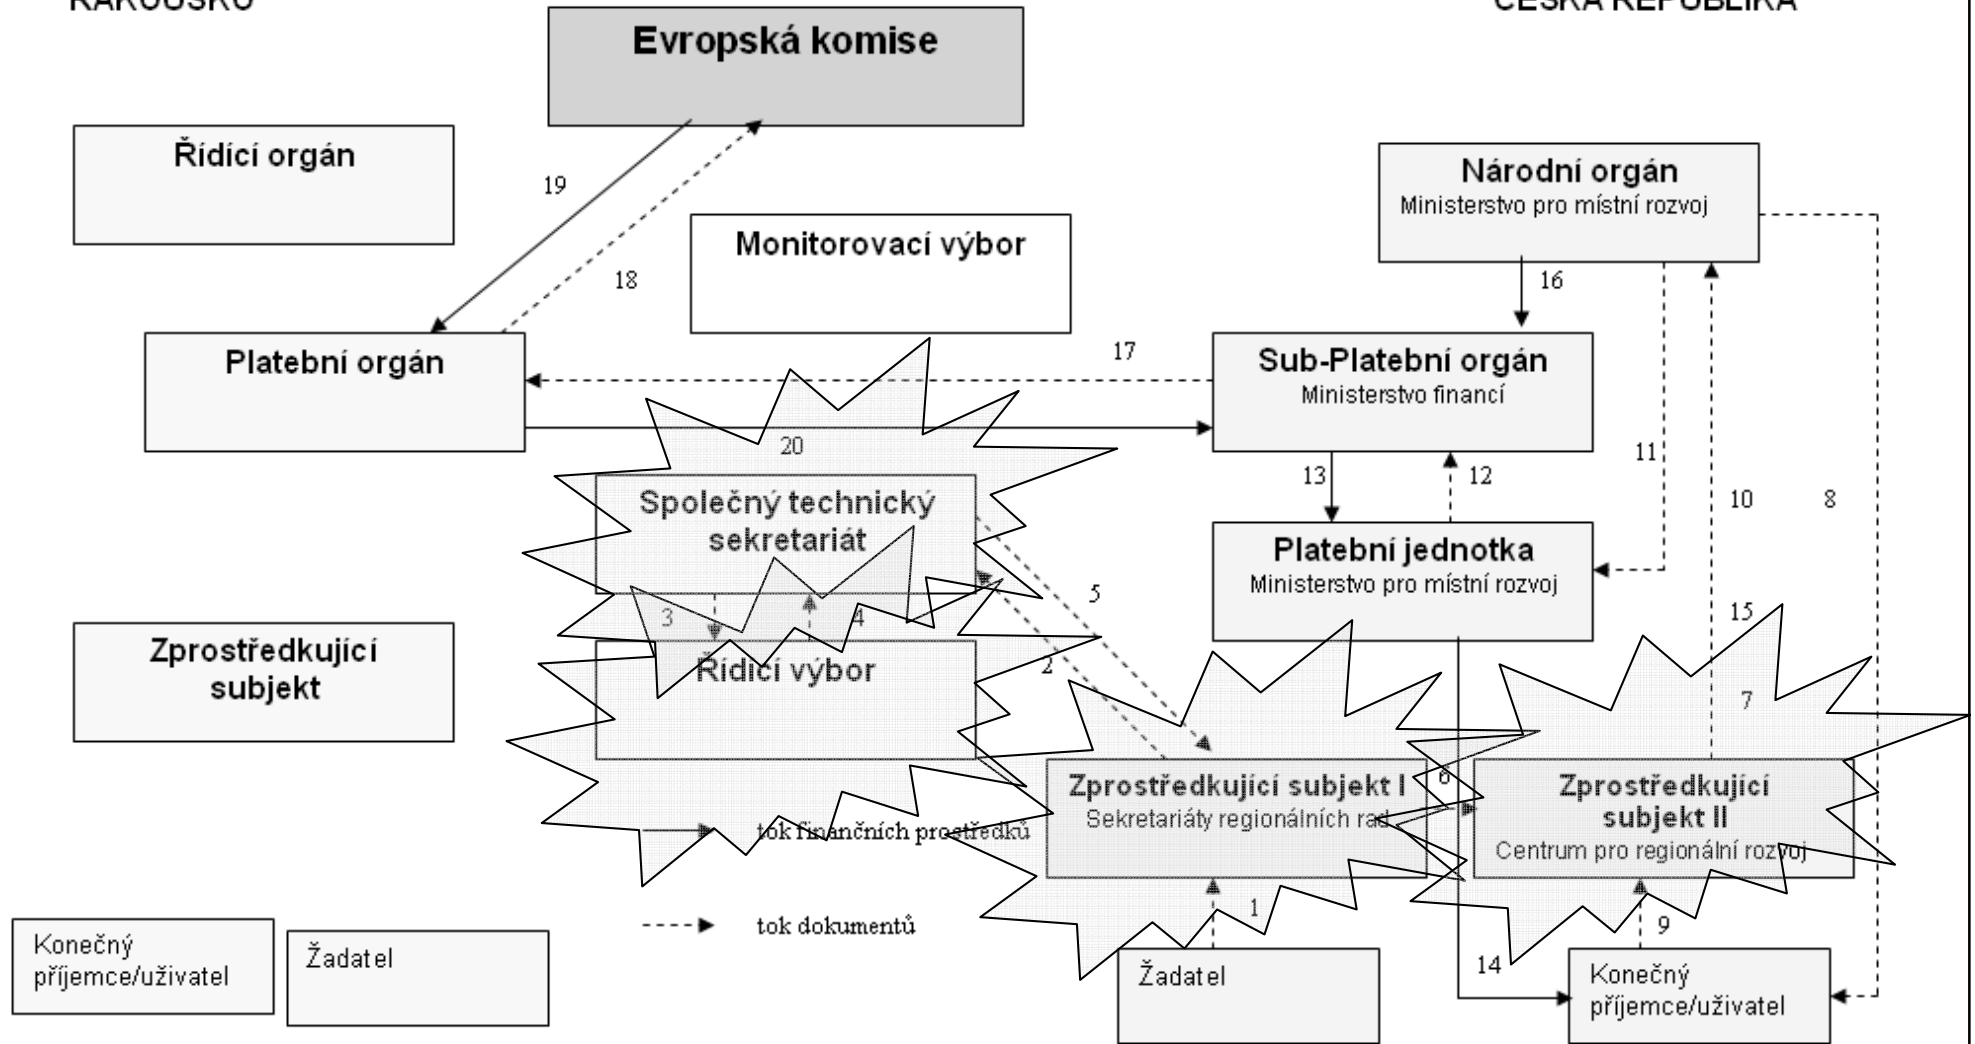 RAKOUSKO
ČESKÁ REPUBLIKA
Evropská komise
Řídící orgán
Národní orgán
Ministerstvo pro místní rozvoj
19
Monitorovací výbor
18
16
Platební orgán
17
Sub-Platební orgán
Ministerstvo financí
20
11
13
12
Společný technický
sekretariát
10
8
Platební jednotka
Ministerstvo pro místní rozvoj
5
3
4
15
Zprostředkující
subjekt
Řídící výbor
2
7
6
Zprostředkující subjekt I
Sekretariáty regionálních rad
Zprostředkující
subjekt II
Centrum pro regionální rozvoj
tok finančních prostředků
1
9
tok dokumentů
Konečný
příjemce/uživatel
Žadatel
14
Žadatel
Konečný
příjemce/uživatel